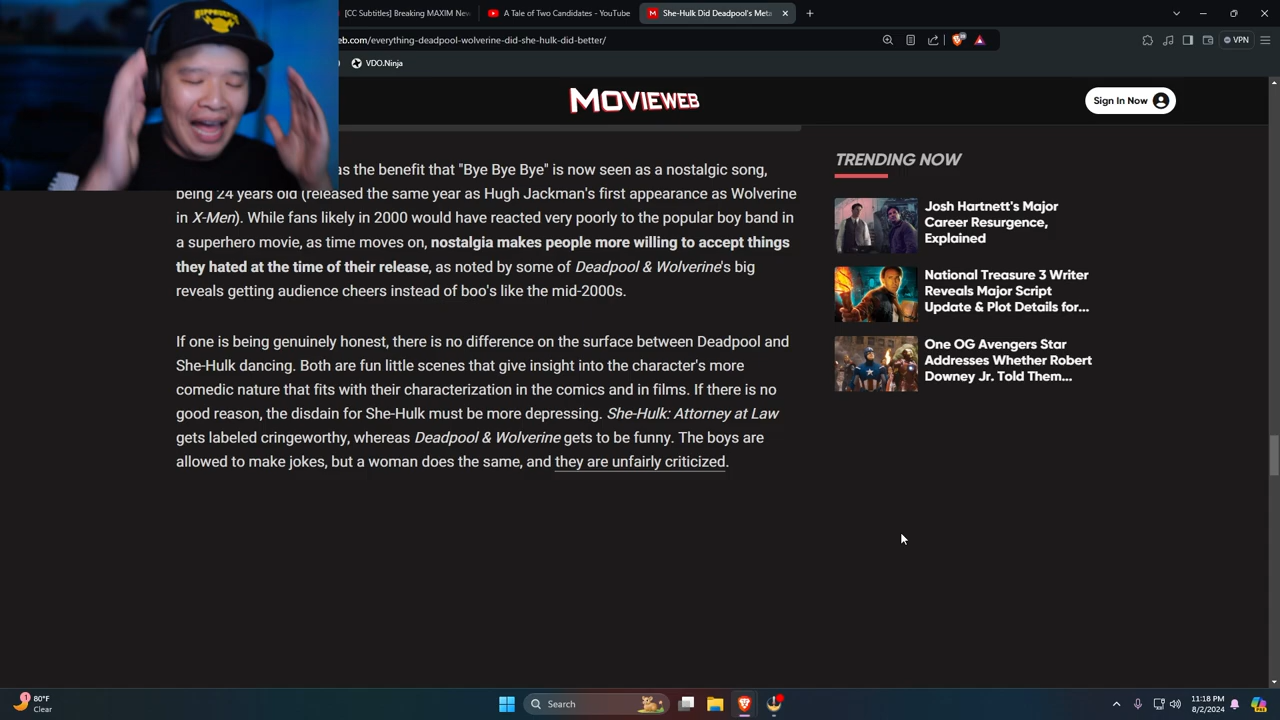 [CC Subtitles] Breaking MAXIM New
A Tale of Two Candidates - YouTube
She-Hulk Did Deadpool's Meta
eb.com/everything-deadpool-wolverine-did-she-hulk-did-better/
VPN
VDO.Ninja
MOVIEWEB
Sign In Now
as the benefit that "Bye Bye Bye" is now seen as a nostalgic song,
being 24 years old (released the same year as Hugh Jackman's first appearance as Wolverine
in X-Men). While fans likely in 2000 would have reacted very poorly to the popular boy band in
a superhero movie, as time moves on, nostalgia makes people more willing to accept things
they hated at the time of their release, as noted by some of Deadpool & Wolverine's big
reveals getting audience cheers instead of boo's like the mid-2000s.
If one is being genuinely honest, there is no difference on the surface between Deadpool and
She-Hulk dancing. Both are fun little scenes that give insight into the character's more
comedic nature that fits with their characterization in the comics and in films. If there is no
good reason, the disdain for She-Hulk must be more depressing. She-Hulk: Attorney at Law
gets labeled cringeworthy, whereas Deadpool & Wolverine gets to be funny. The boys are
allowed to make jokes, but a woman does the same, and they are unfairly criticized.
TRENDING NOW
Josh Hartnett's Major
Career Resurgence,
Explained
National Treasure 3 Writer
Reveals Major Script
Update & Plot Details for...
One OG Avengers Star
Addresses Whether Robert
Downey Jr. Told Them...
1
80°F
Clear
Search
11:18 PM
8/2/2024